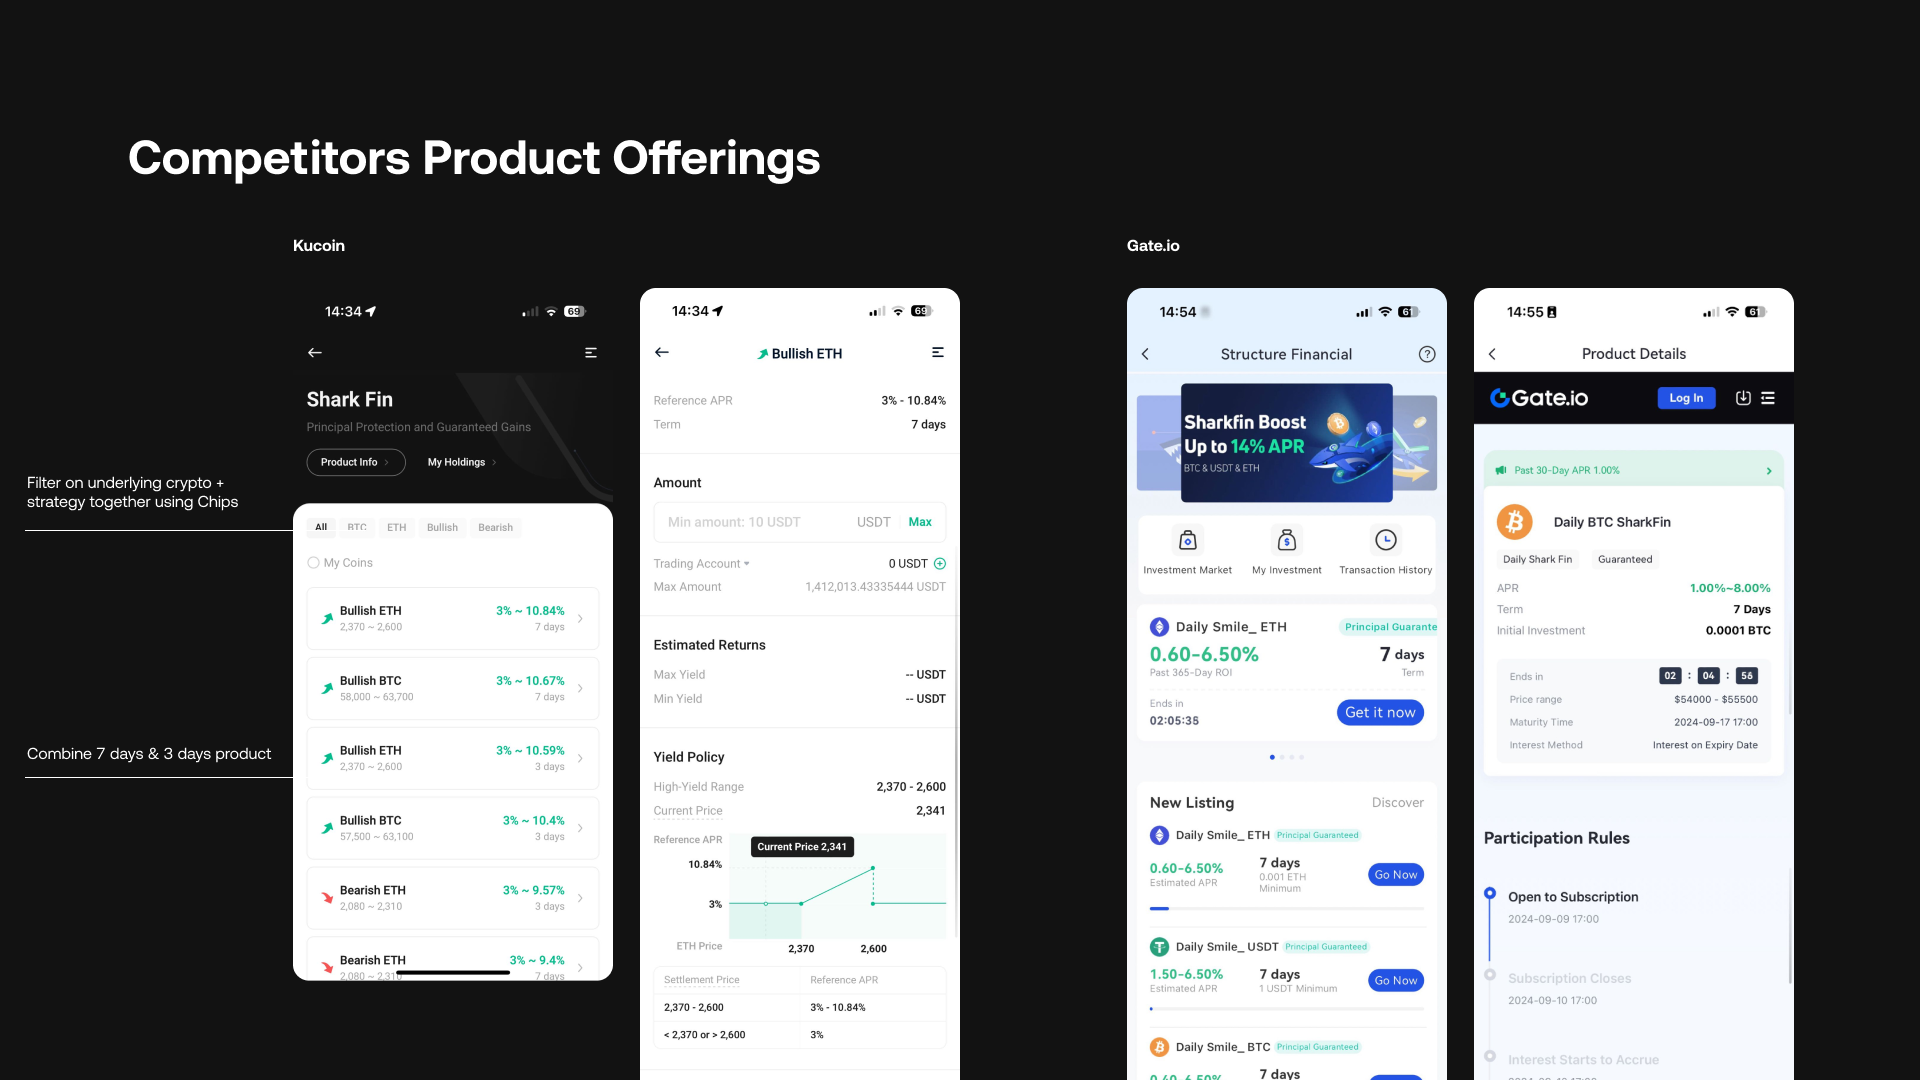 Competitors Product Offerings
Kucoin
Filter on underlying crypto +
strategy together using Chips
Combine 7 days & 3 days product
14:34
69
Shark Fin
Principal Protection and Guaranteed Gains
Product Info
My Holdings
All BTC ETH Bullish Bearish
My Coins
Bullish ETH 3% ~ 10.84%
2,370 ~ 2,600 7 days
Bullish BTC 3% ~ 10.67%
58,000 ~ 63,700 7 days
Bullish ETH 3% ~ 10.59%
2,370 ~ 2,600 3 days
Bullish BTC 3% ~ 10.4%
57,500 ~ 63,100 3 days
Bearish ETH 3% ~ 9.57%
2,080 ~ 2,310 3 days
Bearish ETH 3% ~ 9.4%
2,080 ~ 2,310 7 days
14:34
69
Bullish ETH
Reference APR 3% - 10.84%
Term 7 days
Amount
Min amount: 10 USDT USDT Max
Trading Account 0 USDT
Max Amount 1,412,013.43335444 USDT
Estimated Returns
Max Yield -- USDT
Min Yield -- USDT
Yield Policy
High-Yield Range 2,370 - 2,600
Current Price 2,341
Reference APR
Current Price 2,341
10.84%
3%
ETH Price 2,370 2,600
Settlement Price Reference APR
2,370 - 2,600 3% - 10.84%
< 2,370 or > 2,600 3%
Gate.io
14:54
61
Structure Financial
Sharkfin Boost
Up to 14% APR
BTC & USDT & ETH
Investment Market My Investment Transaction History
Daily Smile_ ETH Principal Guarante
0.60-6.50% 7 days
Past 365-Day ROI Term
Ends in
02:05:35
Get it now
New Listing Discover
Daily Smile_ ETH Principal Guaranteed
0.60-6.50% 7 days
Estimated APR 0.001 ETH
Minimum
Go Now
Daily Smile_ USDT Principal Guaranteed
1.50-6.50% 7 days
Estimated APR 1 USDT Minimum
Go Now
Daily Smile_ BTC Principal Guaranteed
0.40-6.50% 7 days
14:55
61
Product Details
Gate.io
Log In
Past 30-Day APR 1.00%
Daily BTC SharkFin
Daily Shark Fin Guaranteed
APR 1.00%~8.00%
Term 7 Days
Initial Investment 0.0001 BTC
Ends in 02 : 04 : 56
Price range $54000 - $55500
Maturity Time 2024-09-17 17:00
Interest Method Interest on Expiry Date
Participation Rules
Open to Subscription
2024-09-09 17:00
Subscription Closes
2024-09-10 17:00
Interest Starts to Accrue